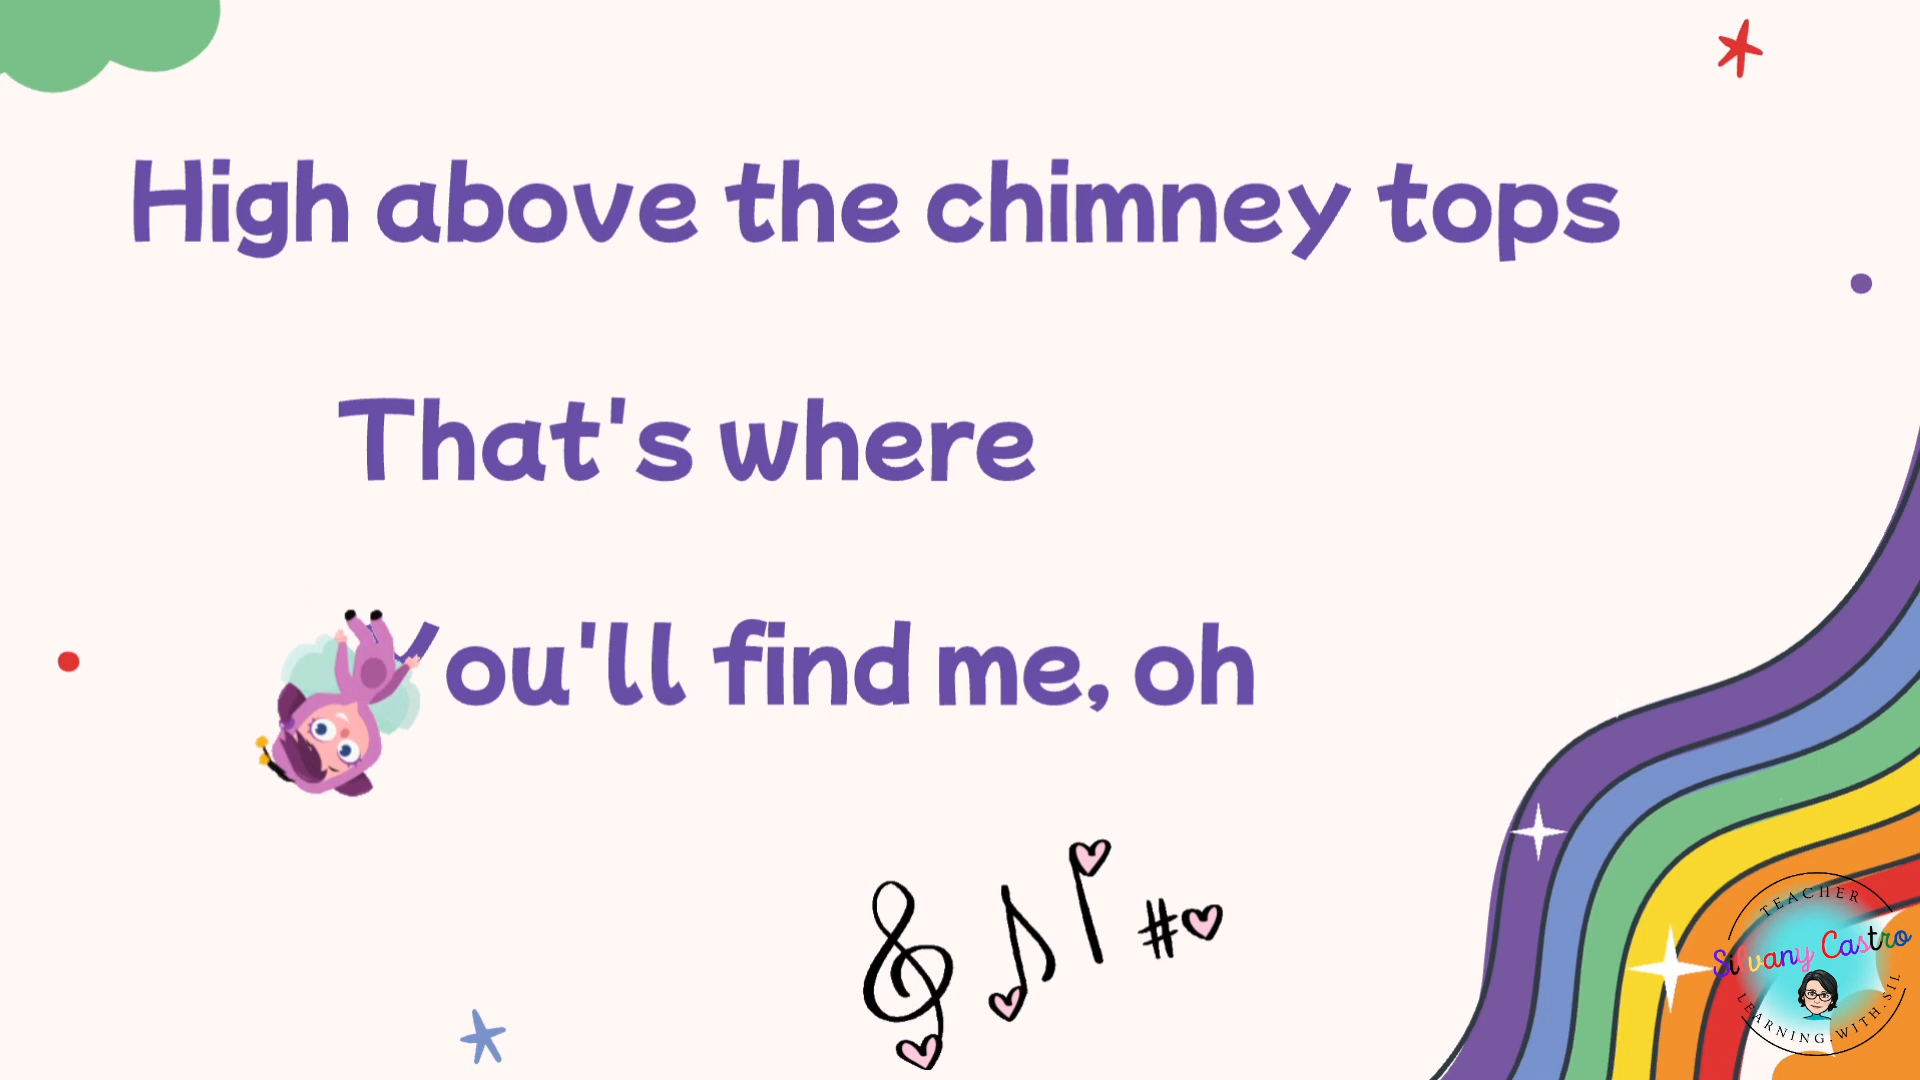 High above the chimney tops
That's where
You'll find me, oh
TEACHER
Silvany Castro
LEARNING.WITH.SIL